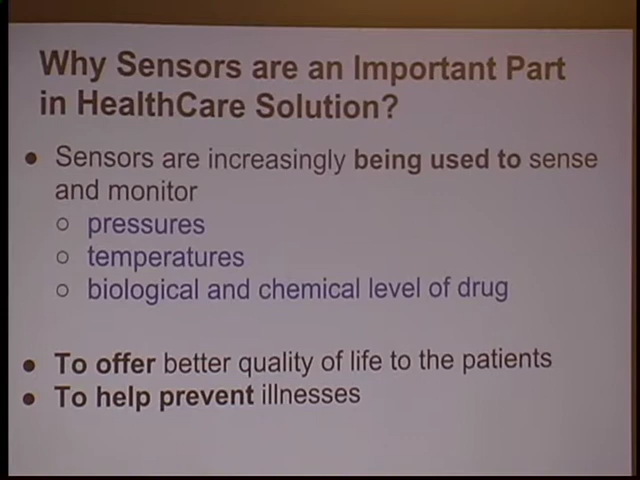 Why Sensors are an Important Part
in HealthCare Solution?
● Sensors are increasingly being used to sense
and monitor
○ pressures
○ temperatures
○ biological and chemical level of drug
● To offer better quality of life to the patients
● To help prevent illnesses